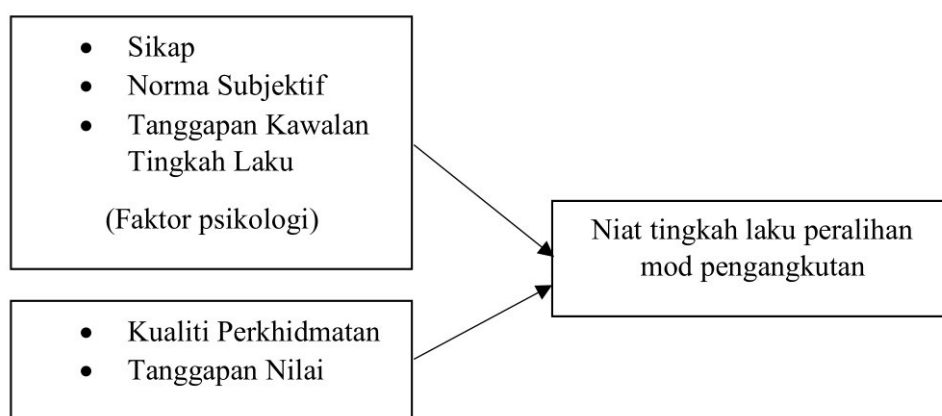 Sikap
Norma Subjektif
Tanggapan Kawalan
Tingkah Laku
(Faktor psikologi)
Niat tingkah laku peralihan
mod pengangkutan
Kualiti Perkhidmatan
Tanggapan Nilai